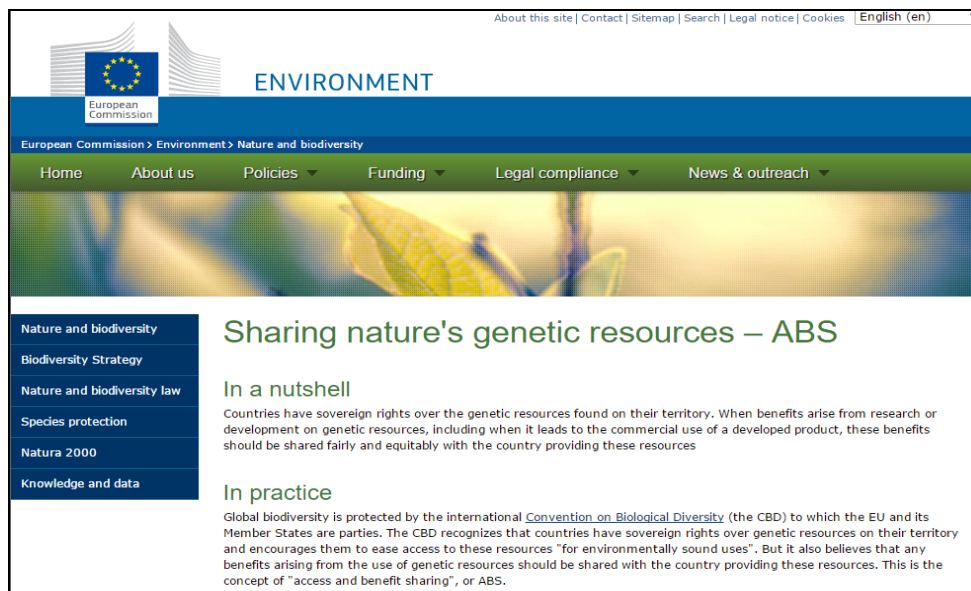 About this site | Contact | Sitemap | Search | Legal notice | Cookies English (en)
ENVIRONMENT
European
Commission
European Commission > Environment > Nature and biodiversity
Home About us Policies Funding Legal compliance News & outreach
Nature and biodiversity
Biodiversity Strategy
Nature and biodiversity law
Species protection
Natura 2000
Knowledge and data
Sharing nature's genetic resources – ABS
In a nutshell
Countries have sovereign rights over the genetic resources found on their territory. When benefits arise from research or
development on genetic resources, including when it leads to the commercial use of a developed product, these benefits
should be shared fairly and equitably with the country providing these resources
In practice
Global biodiversity is protected by the international Convention on Biological Diversity (the CBD) to which the EU and its
Member States are parties. The CBD recognizes that countries have sovereign rights over genetic resources on their territory
and encourages them to ease access to these resources "for environmentally sound uses". But it also believes that any
benefits arising from the use of genetic resources should be shared with the country providing these resources. This is the
concept of "access and benefit sharing", or ABS.